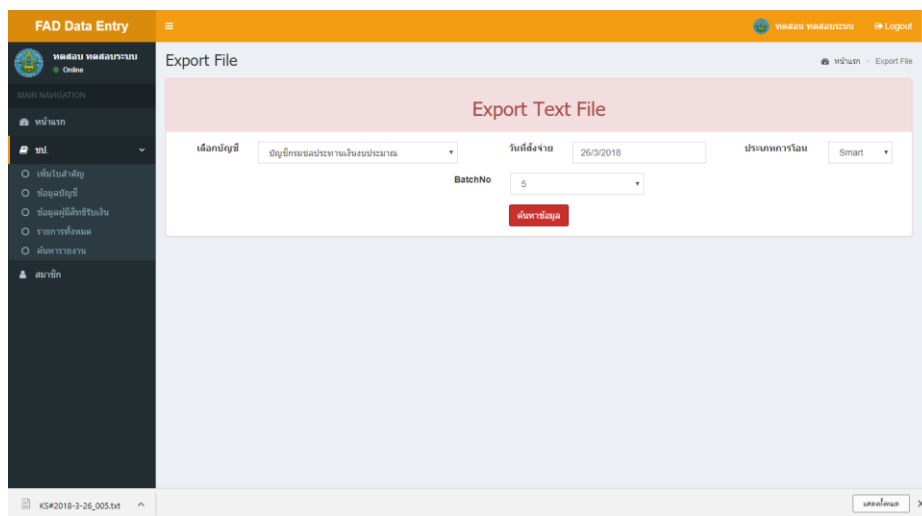 FAD Data Entry
ทดสอบ ทดสอบระบบ
Logout
ทดสอบ ทดสอบระบบ
Online
Export File
หน้าแรก > Export File
MAIN NAVIGATION
หน้าแรก
ชป.
เพิ่มใบสำคัญ
ข้อมูลบัญชี
ข้อมูลผู้มีสิทธิรับเงิน
รายการทั้งหมด
ค้นหารายงาน
สมาชิก
Export Text File
เลือกบัญชี
บัญชีกรมชลประทานเงินงบประมาณ
วันที่สั่งจ่าย
26/3/2018
ประเภทการโอน
Smart
BatchNo
5
ค้นหาข้อมูล
KS#2018-3-26_005.txt
แสดงทั้งหมด